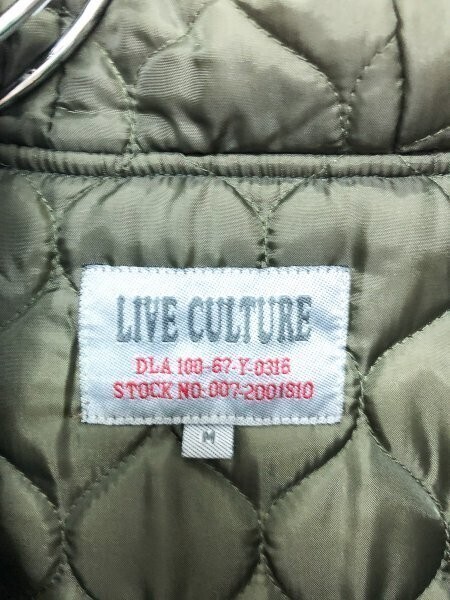 LIVE CULTURE
DLA 100-67-Y-0316
STOCK NO. 007-2001810
M